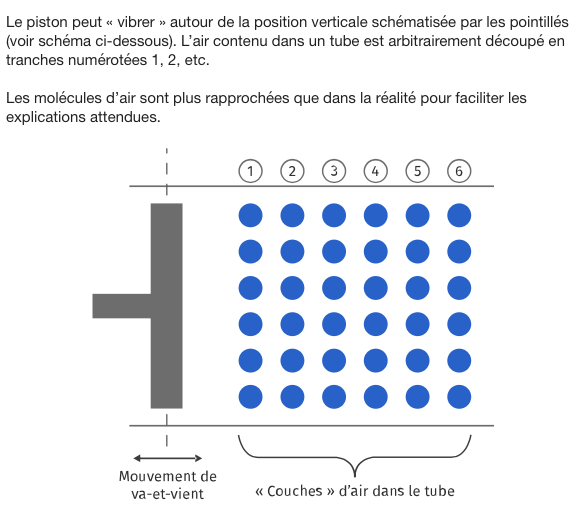 Le piston peut « vibrer » autour de la position verticale schématisée par les pointillés
(voir schéma ci-dessous). L’air contenu dans un tube est arbitrairement découpé en
tranches numérotées 1, 2, etc.
Les molécules d’air sont plus rapprochées que dans la réalité pour faciliter les
explications attendues.
1 2 3 4 5 6
Mouvement de
va-et-vient
« Couches » d’air dans le tube